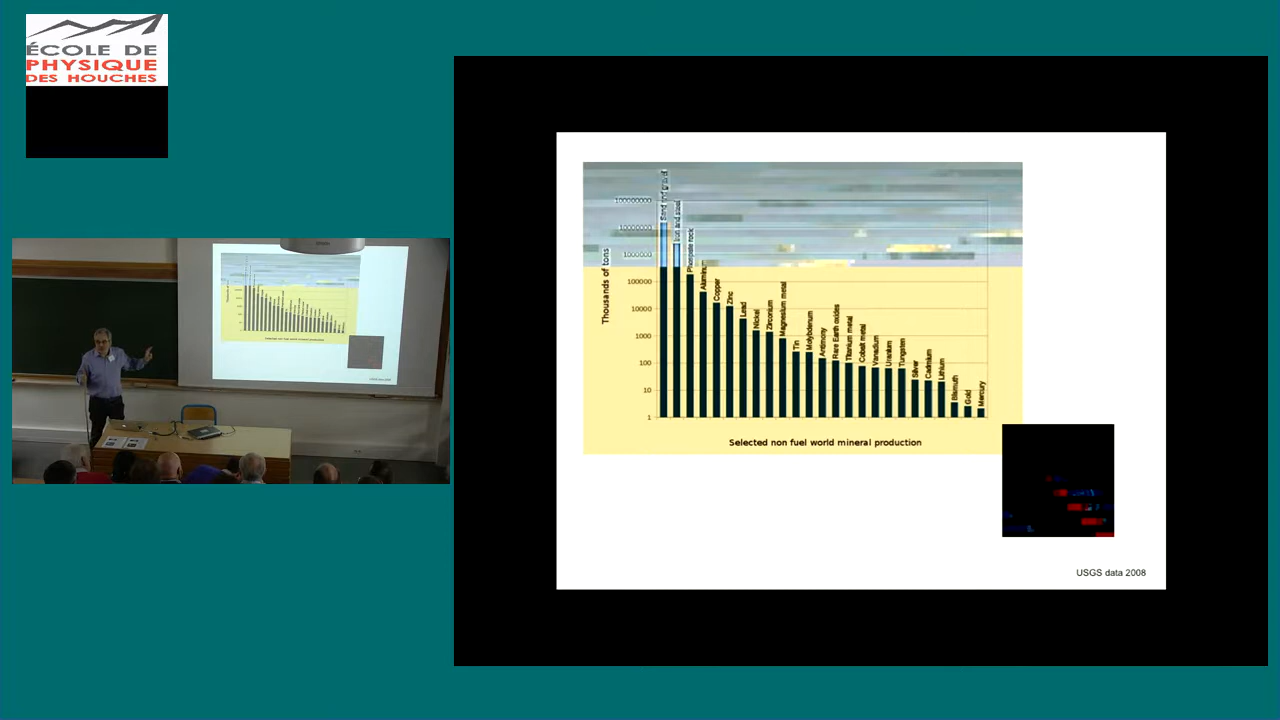 ÉCOLE DE
PHYSIQUE
DES HOUCHES
Thousands of tons
100000000
10000000
1000000
100000
10000
1000
100
10
1
Sand and gravel
Iron and steel
Phospate rock
Aluminum
Copper
Zinc
Lead
Nickel
Zirconium
Magnesium metal
Tin
Molybdenum
Antimony
Rare Earth oxides
Titanium metal
Cobalt metal
Vanadium
Uranium
Tungsten
Silver
Cadmium
Lithium
Bismuth
Gold
Mercury
Selected non fuel world mineral production
USGS data 2008